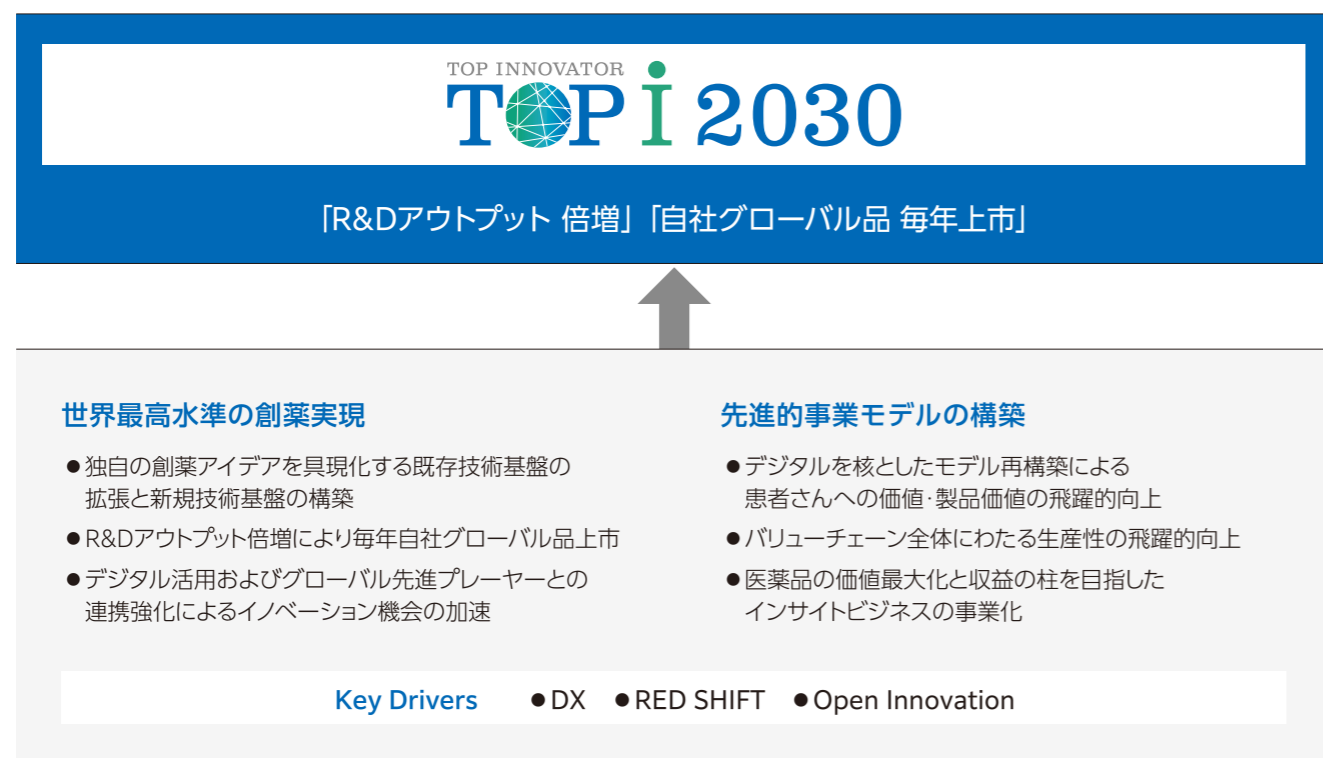 TOP INNOVATOR
TOP i 2030
「R&Dアウトプット 倍増」「自社グローバル品 毎年上市」
世界最高水準の創薬実現
●独自の創薬アイデアを具現化する既存技術基盤の
拡張と新規技術基盤の構築
●R&Dアウトプット倍増により毎年自社グローバル品上市
●デジタル活用およびグローバル先進プレーヤーとの
連携強化によるイノベーション機会の加速
先進的事業モデルの構築
●デジタルを核としたモデル再構築による
患者さんへの価値・製品価値の飛躍的向上
●バリューチェーン全体にわたる生産性の飛躍的向上
●医薬品の価値最大化と収益の柱を目指した
インサイトビジネスの事業化
Key Drivers ●DX ●RED SHIFT ●Open Innovation